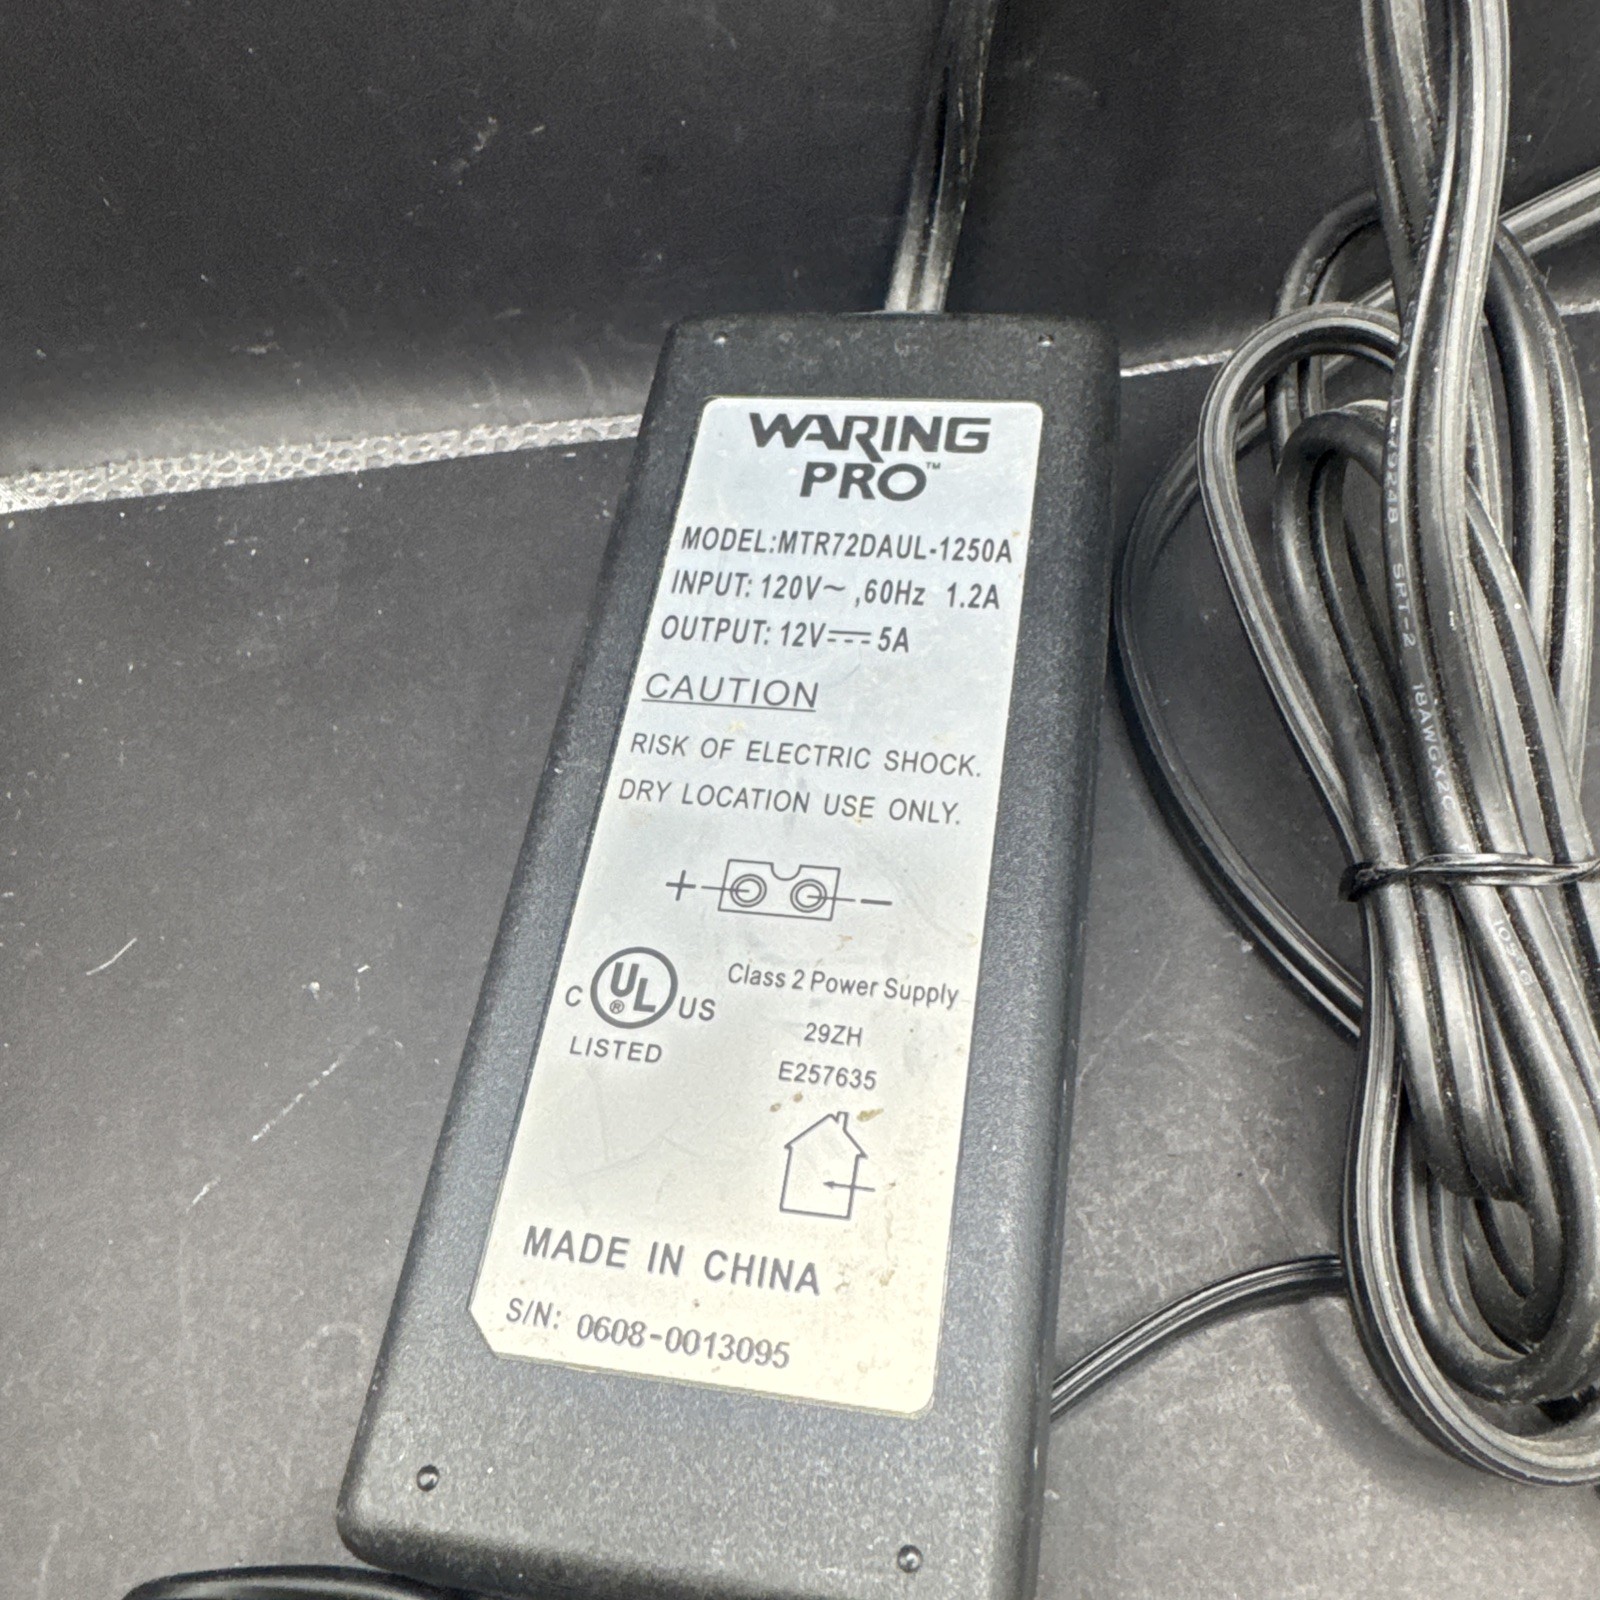 WARING
PRO™
MODEL:MTR72DAUL-1250A
INPUT: 120V~ ,60Hz 1.2A
OUTPUT: 12V⎓5A
CAUTION
RISK OF ELECTRIC SHOCK.
DRY LOCATION USE ONLY.
+ −
C UL® US
LISTED
Class 2 Power Supply
29ZH
E257635
MADE IN CHINA
S/N: 0608-0013095
SPT-2 18AWGX2C